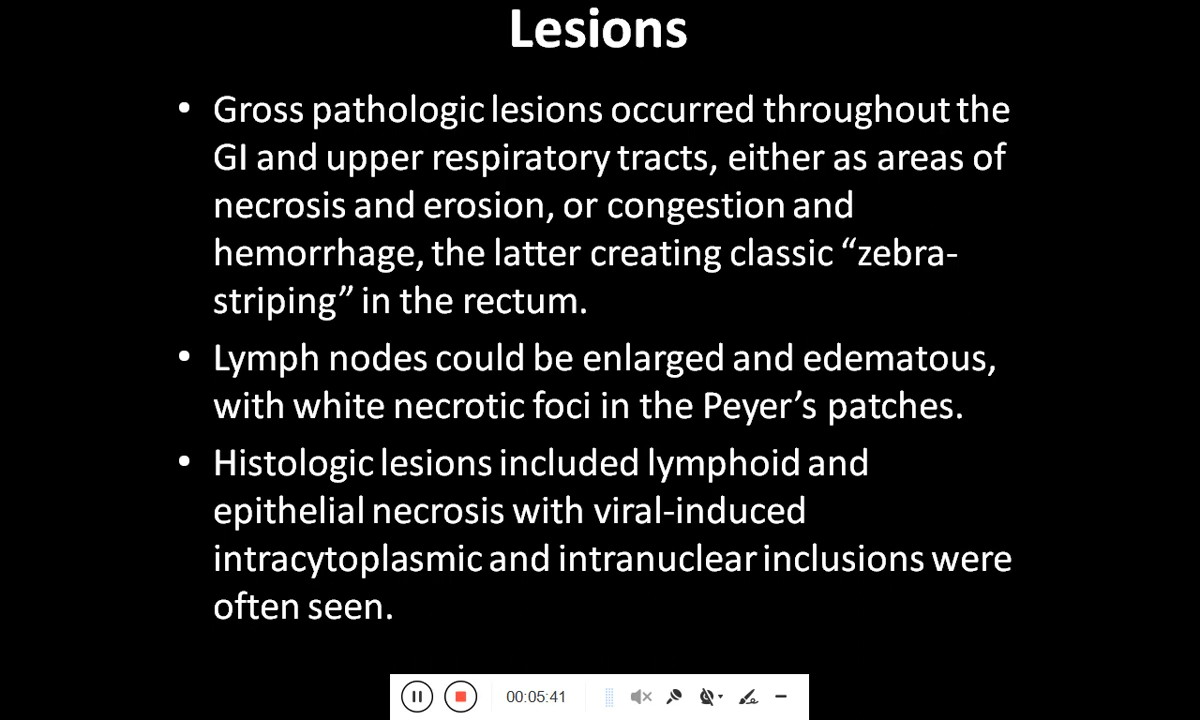 Lesions
• Gross pathologic lesions occurred throughout the
GI and upper respiratory tracts, either as areas of
necrosis and erosion, or congestion and
hemorrhage, the latter creating classic “zebra-
striping” in the rectum.
• Lymph nodes could be enlarged and edematous,
with white necrotic foci in the Peyer’s patches.
• Histologic lesions included lymphoid and
epithelial necrosis with viral-induced
intracytoplasmic and intranuclear inclusions were
often seen.
00:05:41